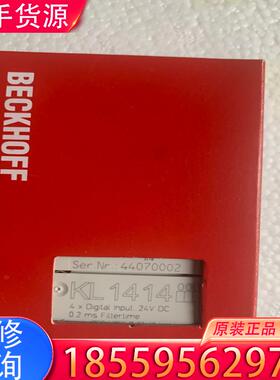 手货源
BECKHOFF
Ser Nr.: 44070002
KL 1414
4 x Digital Input, 24V DC
0.2 ms Filtertime
修
询
原装正品！
18559562979